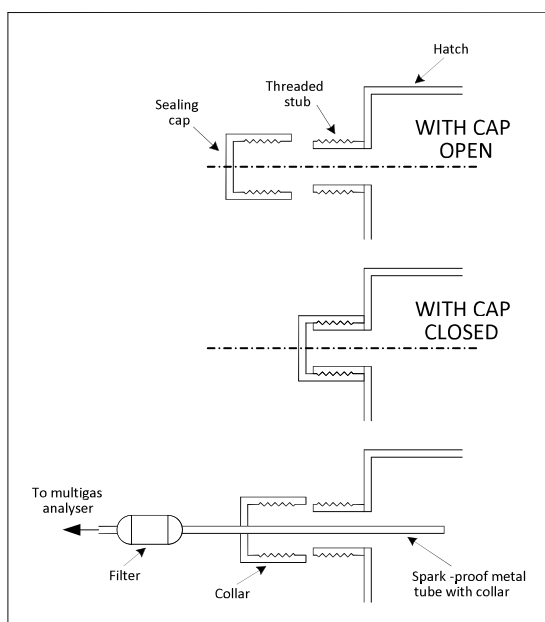 Hatch
Threaded
stub
Sealing
cap
WITH CAP
OPEN
WITH CAP
CLOSED
To multigas
analyser
Filter
Collar
Spark -proof metal
tube with collar